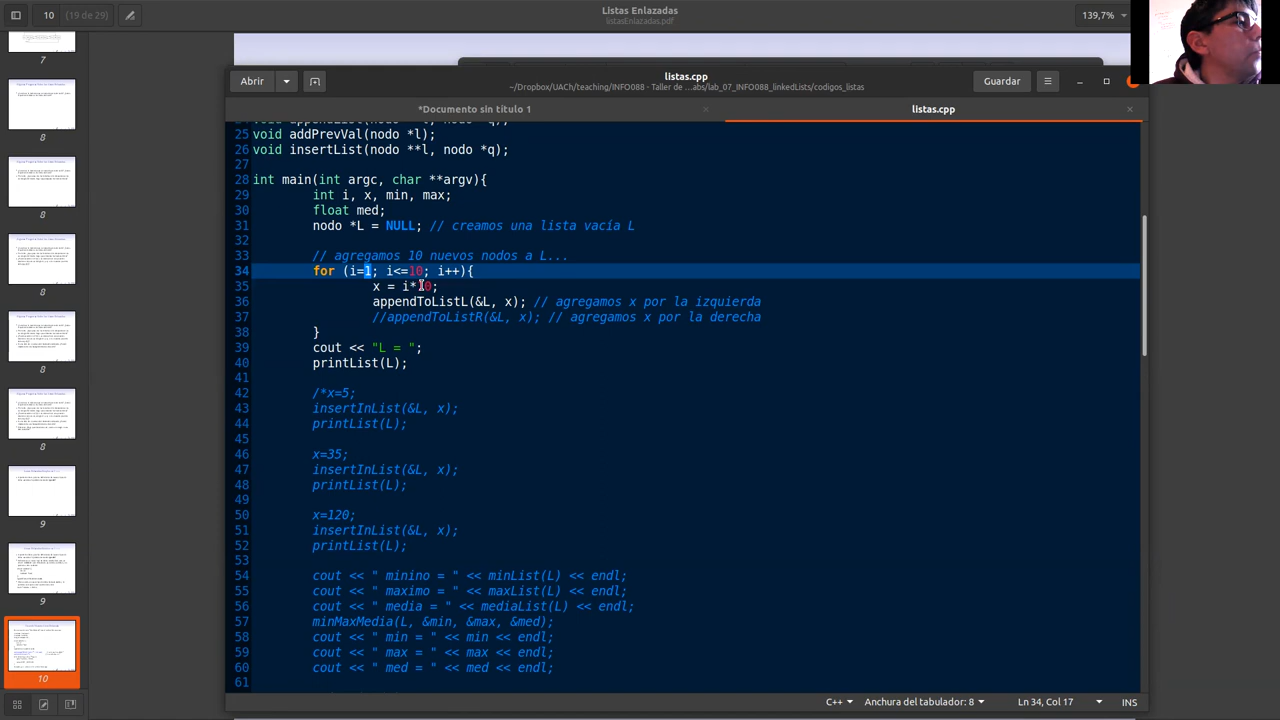 10
(19 de 29)
Listas Enlazadas
listasEnlazadas.pdf
139,7%
7
8
8
8
8
8
9
9
10
Abrir
listas.cpp
~/Dropbox/UACh/teaching/INFO088 - Taller de ...abs/lab_07_INFO088_linkedLists/codigos_listas
Guardar
*Documento sin título 1
listas.cpp
25 void addPrevVal(nodo *l);
26 void insertList(nodo **l, nodo *q);
27
28 int main(int argc, char **argv){
29 int i, x, min, max;
30 float med;
31 nodo *L = NULL; // creamos una lista vacía L
32
33 // agregamos 10 nuevos nodos a L...
34 for (i=1; i<=10; i++){
35 x = i*10;
36 appendToListL(&L, x); // agregamos x por la izquierda
37 //appendToListR(&L, x); // agregamos x por la derecha
38 }
39 cout << "L = ";
40 printList(L);
41
42 /*x=5;
43 insertInList(&L, x);
44 printList(L);
45
46 x=35;
47 insertInList(&L, x);
48 printList(L);
49
50 x=120;
51 insertInList(&L, x);
52 printList(L);
53
54 cout << " minino = " << minList(L) << endl;
55 cout << " maximo = " << maxList(L) << endl;
56 cout << " media = " << mediaList(L) << endl;
57 minMaxMedia(L, &min, &max, &med);
58 cout << " min = " << min << endl;
59 cout << " max = " << max << endl;
60 cout << " med = " << med << endl;
61
C++
Anchura del tabulador: 8
Ln 34, Col 17
INS